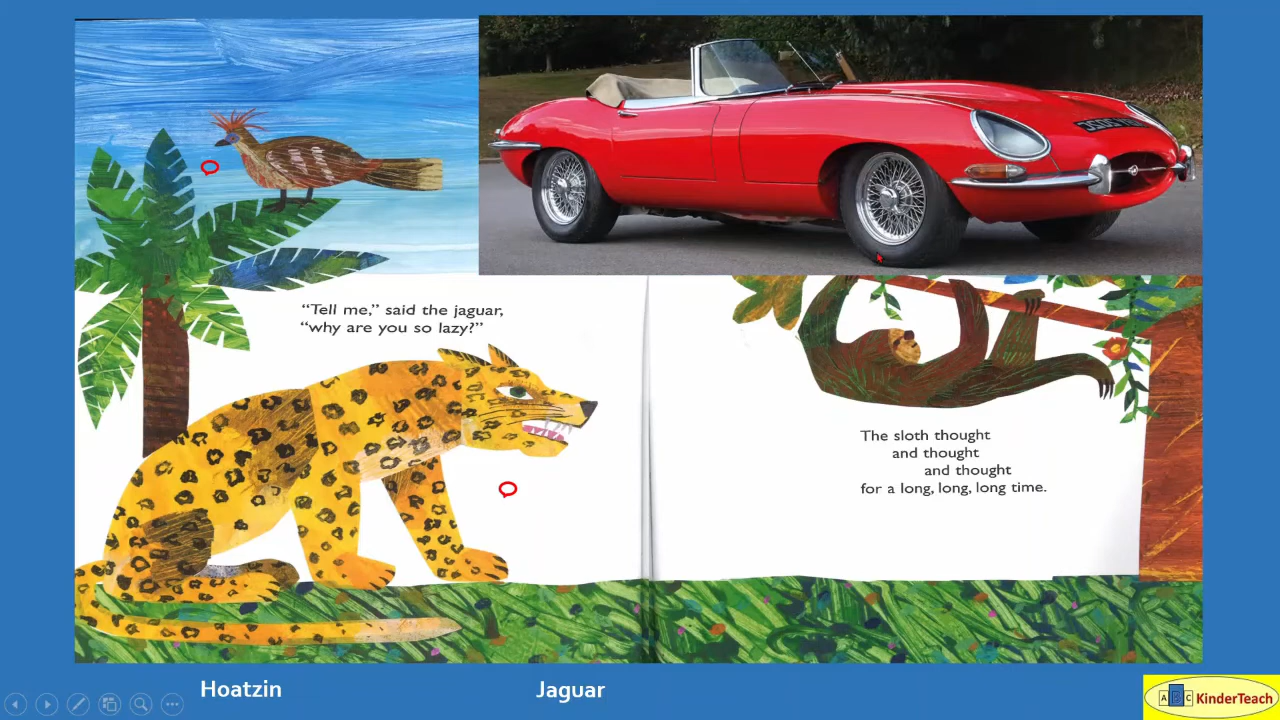 “Tell me,” said the jaguar,
“why are you so lazy?”
The sloth thought
and thought
and thought
for a long, long, long time.
Hoatzin
Jaguar
ABC KinderTeach